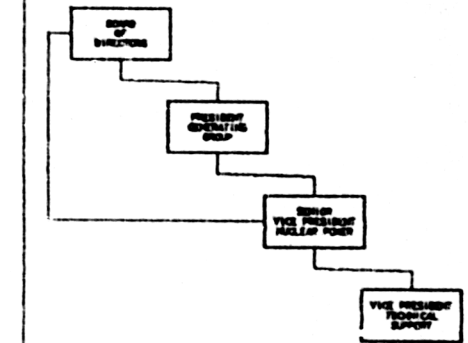 BOARD
OF
DIRECTORS
PRESIDENT
GENERATING
GROUP
SENIOR
VICE PRESIDENT
NUCLEAR POWER
VICE PRESIDENT
TECHNICAL
SUPPORT